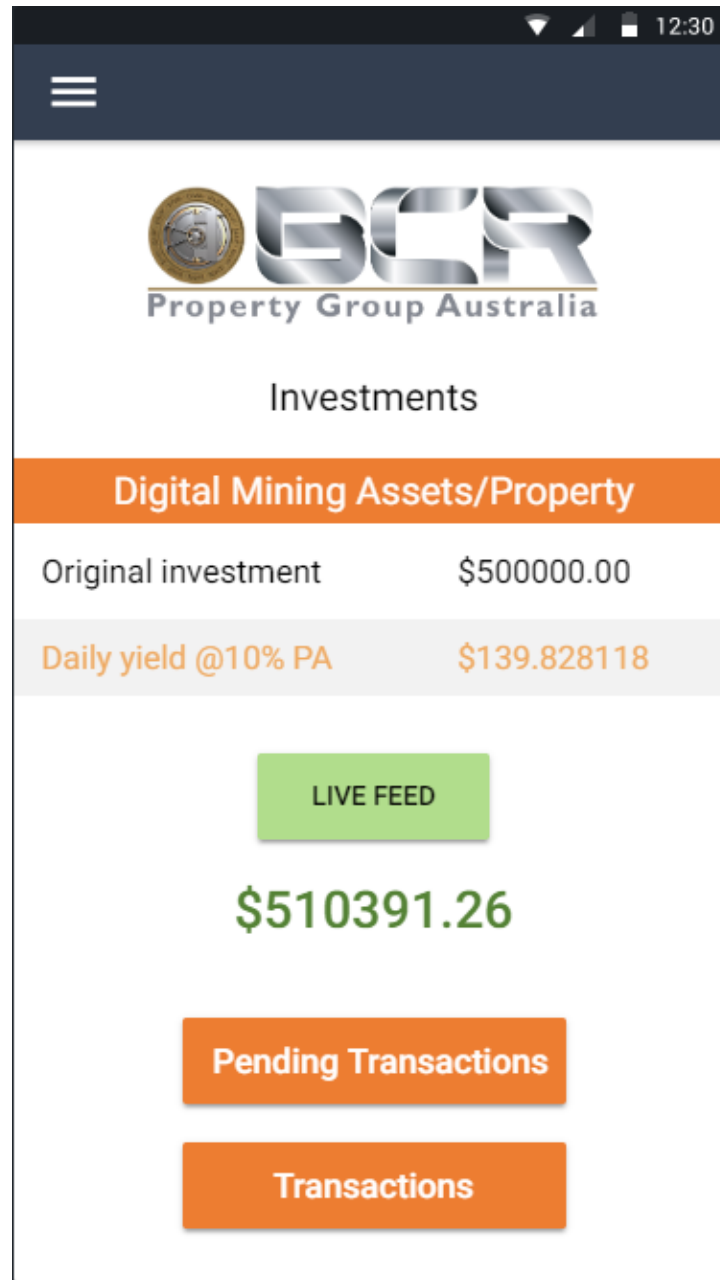 12:30
BCR
Property Group Australia
Investments
Digital Mining Assets/Property
Original investment $500000.00
Daily yield @10% PA $139.828118
LIVE FEED
$510391.26
Pending Transactions
Transactions